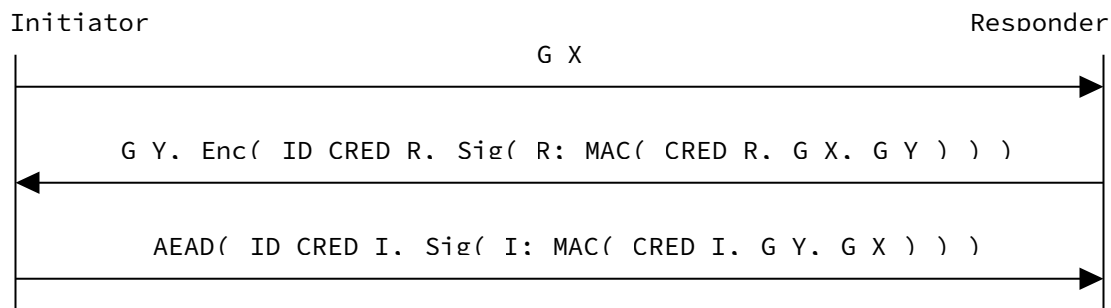 Initiator Responder
G X
G Y. Enc( ID CRED R. Sig( R: MAC( CRED R. G X. G Y ) ) )
AEAD( ID CRED I. Sig( I: MAC( CRED I. G Y. G X ) ) )